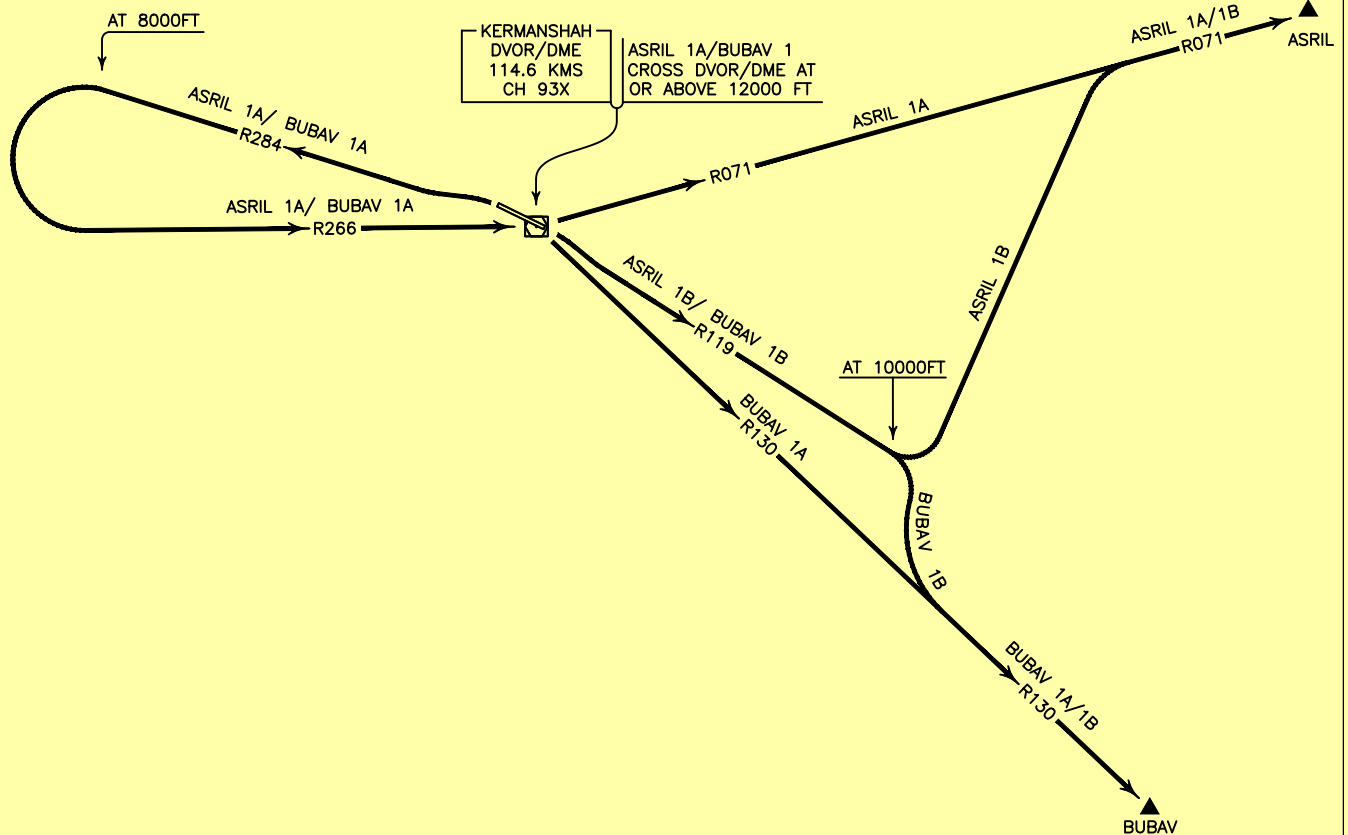 AT 8000FT
KERMANSHAH
DVOR/DME
114.6 KMS
CH 93X
ASRIL 1A/BUBAV 1
CROSS DVOR/DME AT
OR ABOVE 12000 FT
ASRIL 1A/1B
R071
ASRIL
ASRIL 1A/ BUBAV 1A
R284
ASRIL 1A
R071
ASRIL 1A/ BUBAV 1A
R266
ASRIL 1B/ BUBAV 1B
R119
ASRIL 1B
AT 10000FT
BUBAV 1A
R130
BUBAV 1B
BUBAV 1A/1B
R130
BUBAV